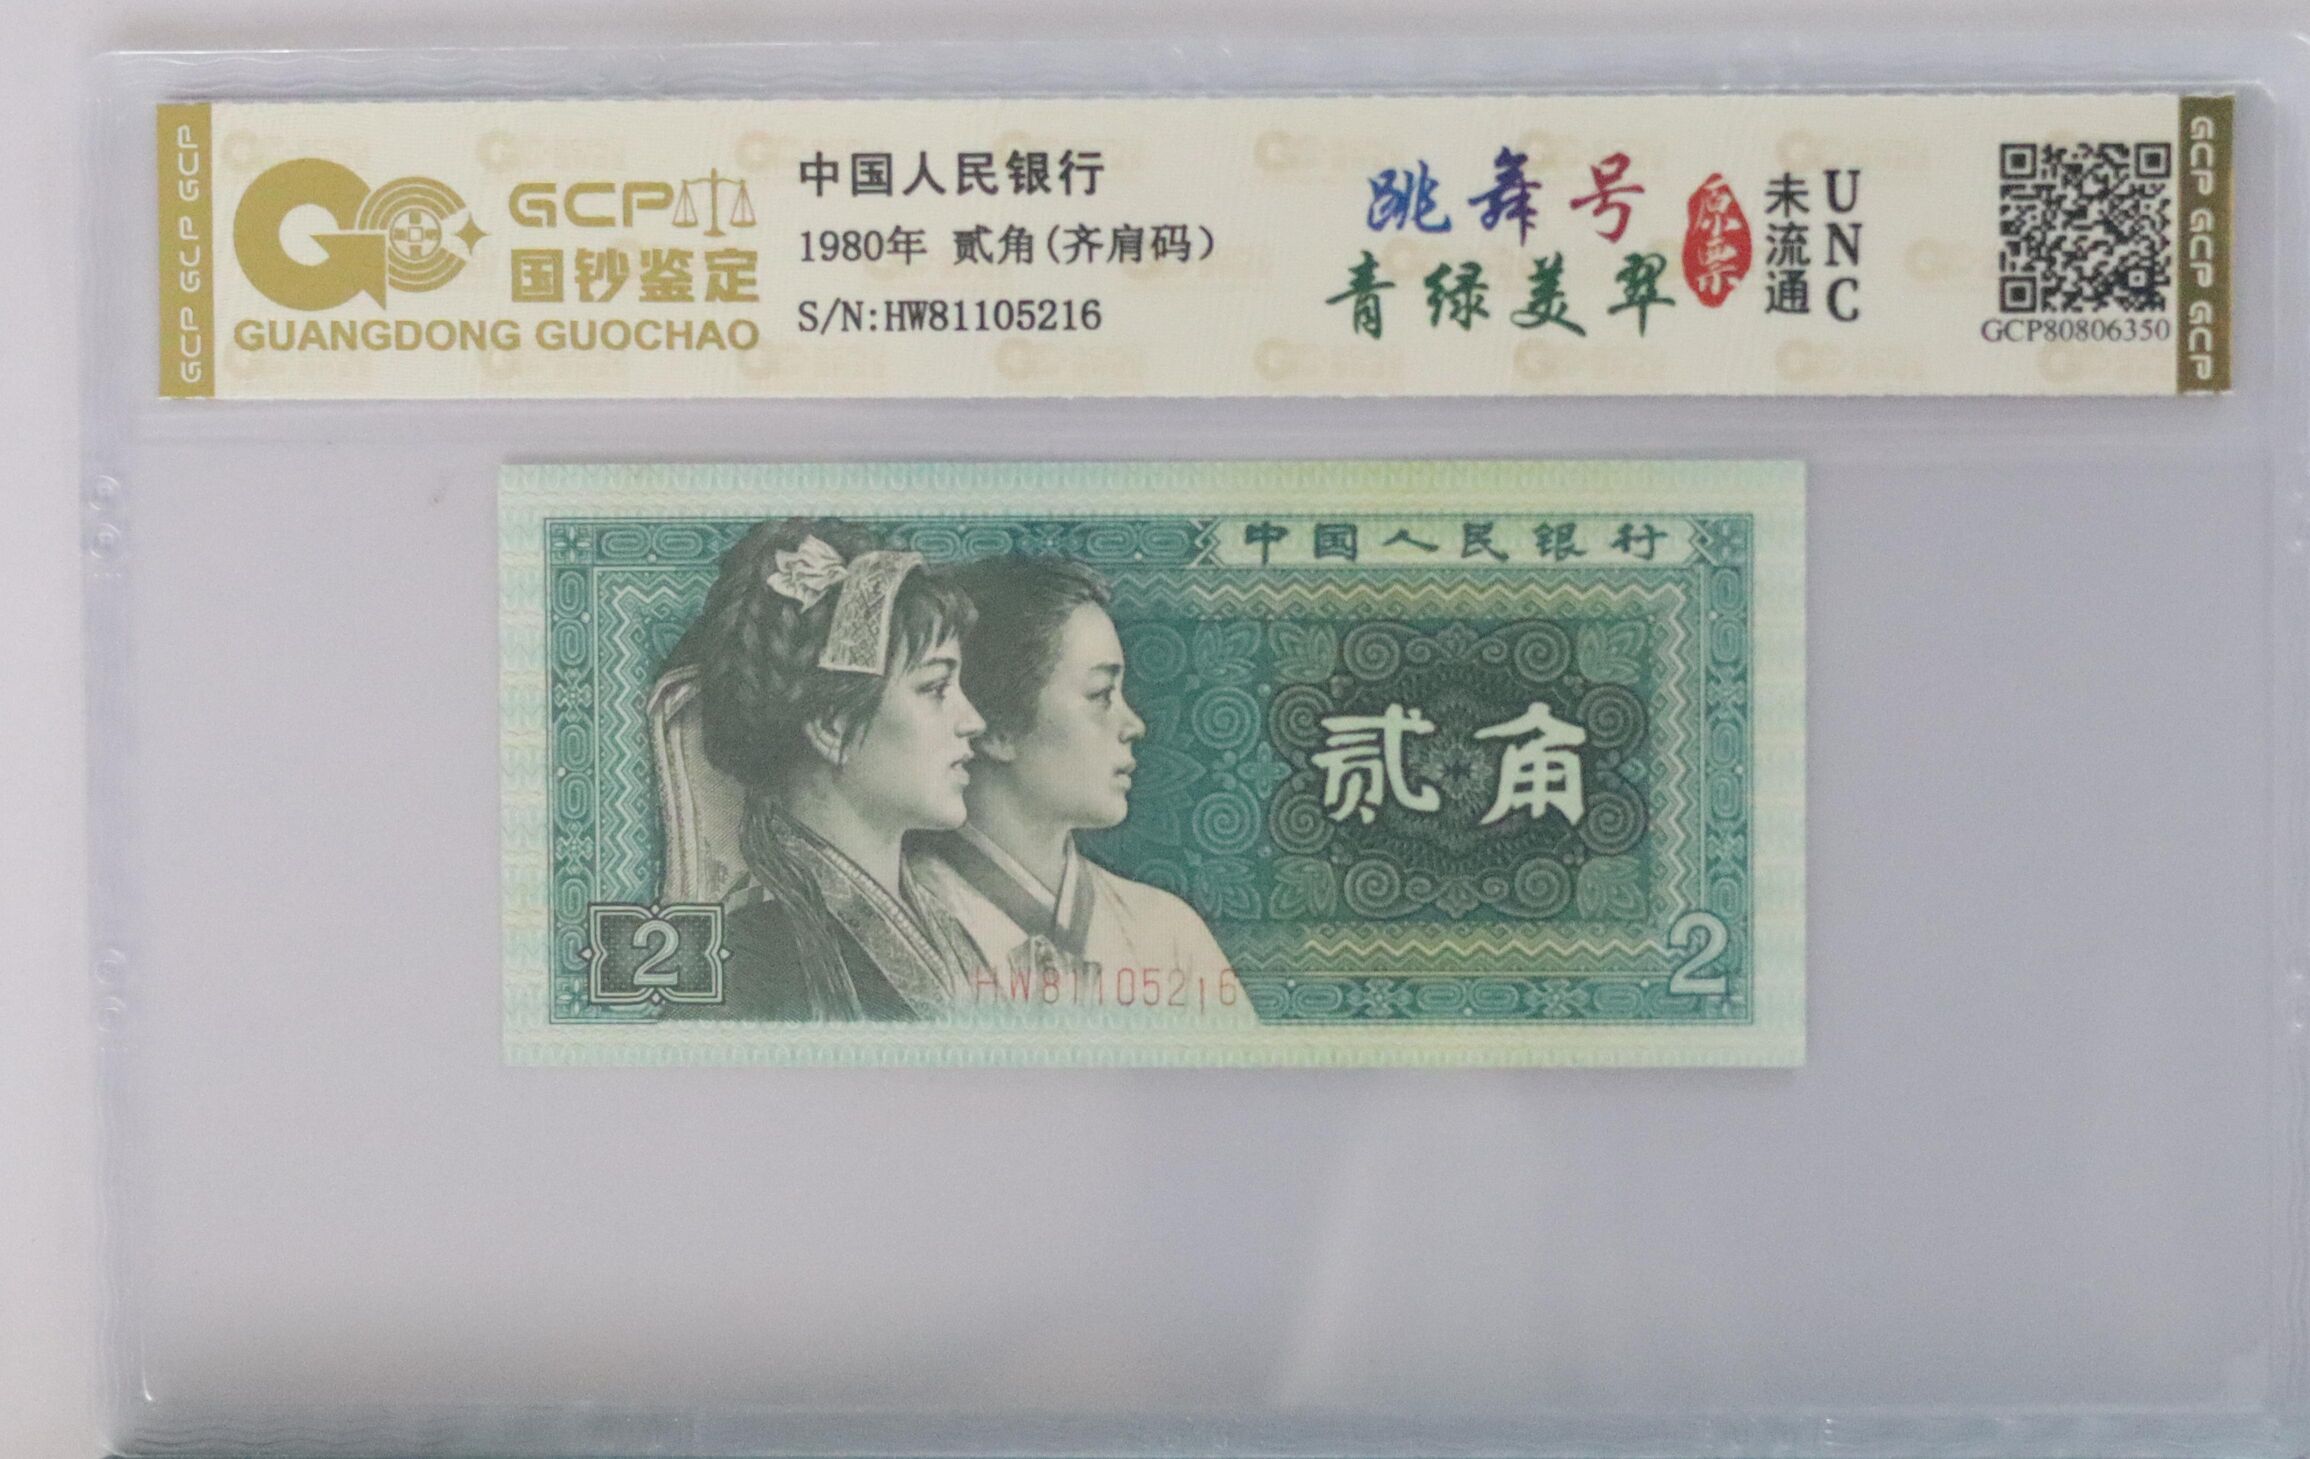 GCP GCP GCP
GCP
国钞鉴定
GUANGDONG GUOCHAO
中国人民银行
1980年 贰角(齐肩码)
S/N:HW81105216
跳舞号
青绿美翠
原票
未流通
UNC
GCP80806350
GCP GCP GCP
中国人民银行
贰角
2
2
HW81105216